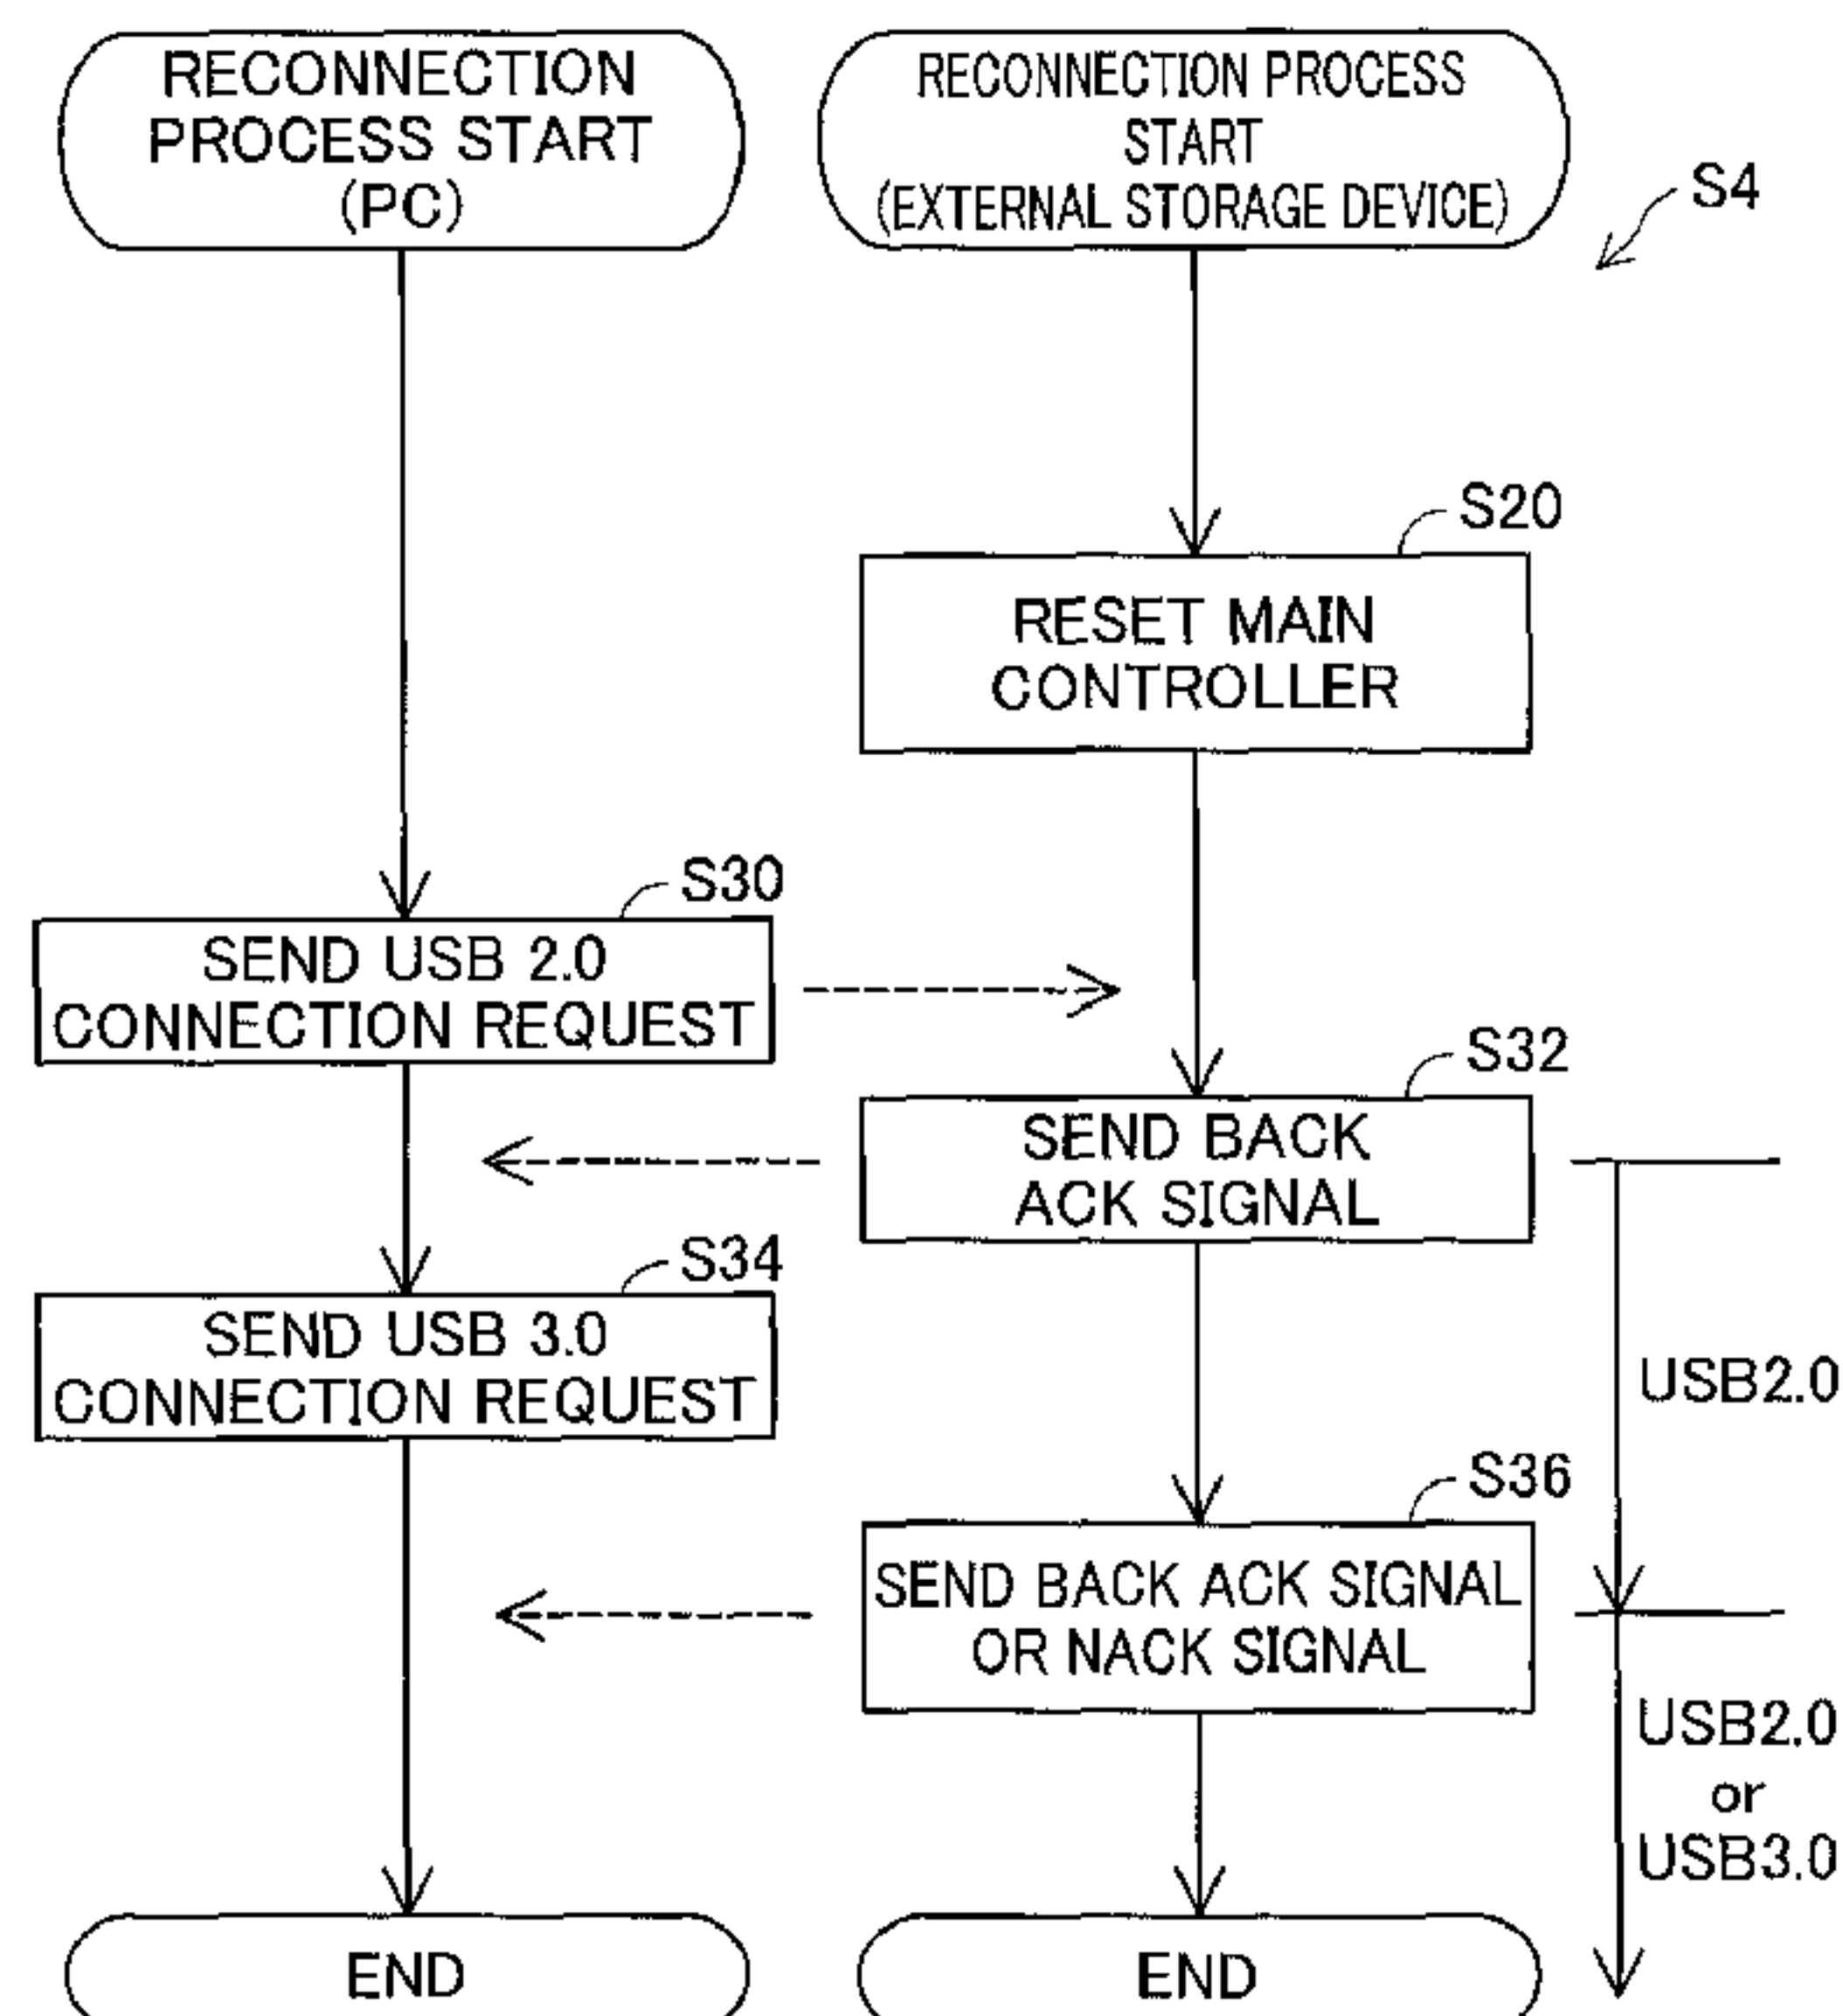 RECONNECTION
PROCESS START
(PC)
RECONNECTION PROCESS
START
(EXTERNAL STORAGE DEVICE)
S4
S20
RESET MAIN
CONTROLLER
S30
SEND USB 2.0
CONNECTION REQUEST
S32
SEND BACK
ACK SIGNAL
S34
SEND USB 3.0
CONNECTION REQUEST
USB2.0
S36
SEND BACK ACK SIGNAL
OR NACK SIGNAL
USB2.0
or
USB3.0
END
END